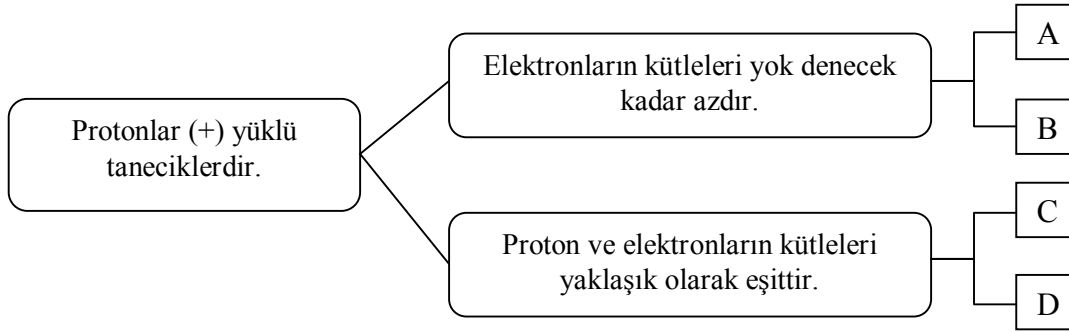 Protonlar (+) yüklü
taneciklerdir.
Elektronların kütleleri yok denecek
kadar azdır.
A
B
Proton ve elektronların kütleleri
yaklaşık olarak eşittir.
C
D